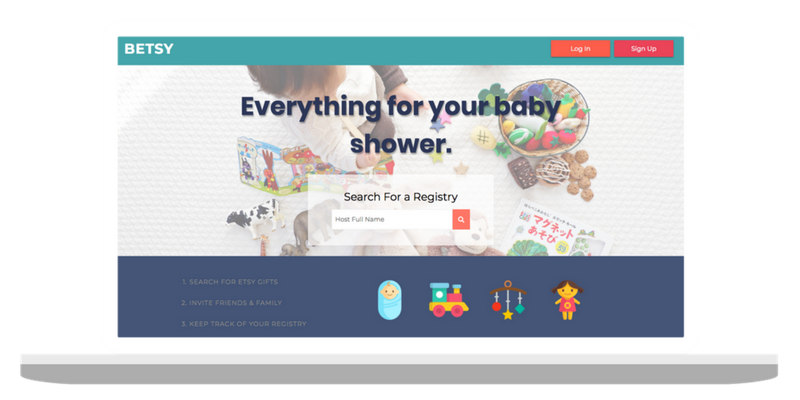 BETSY
Log In
Sign Up
Everything for your baby
shower.
Search For a Registry
Host Full Name
マグネット
あそび
1. SEARCH FOR ETSY GIFTS
2. INVITE FRIENDS & FAMILY
3. KEEP TRACK OF YOUR REGISTRY